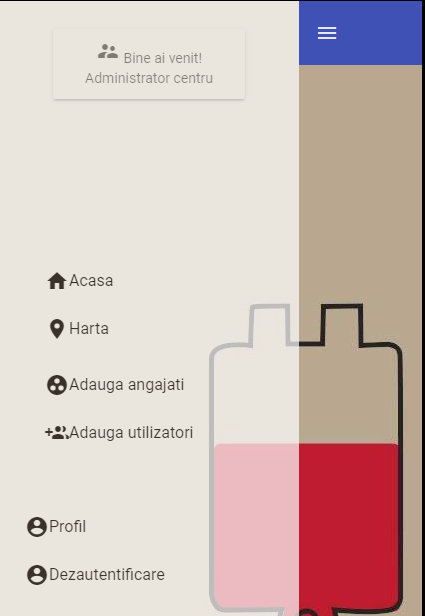 Bine ai venit!
Administrator centru
Acasa
Harta
Adauga angajati
Adauga utilizatori
Profil
Dezautentificare